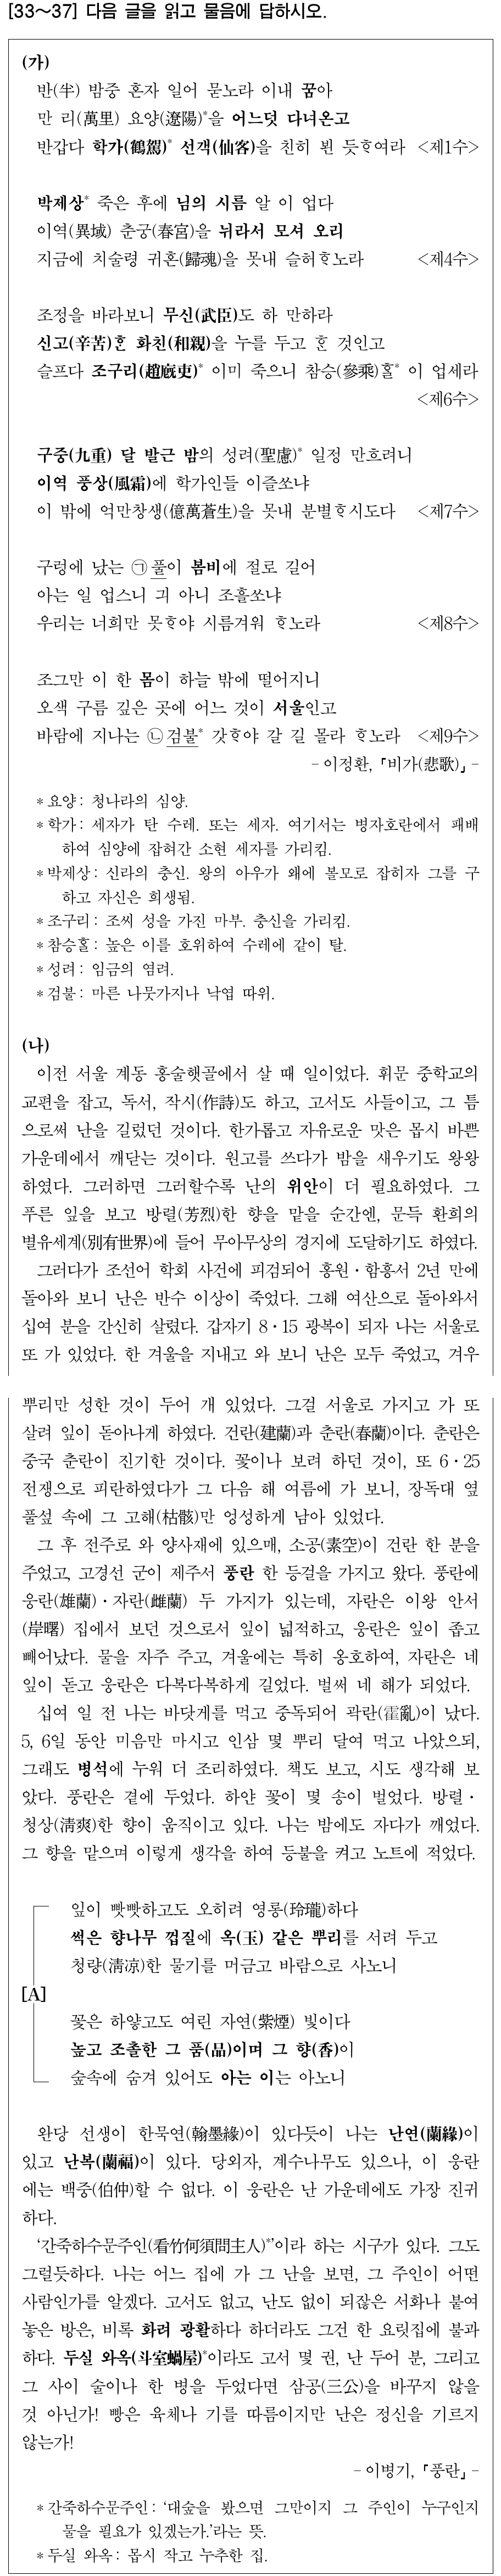 [33~37] 다음 글을 읽고 물음에 답하시오.
(가)
반(半) 밤중 혼자 일어 묻노라 이내 꿈아
만 리(萬里) 요양(遼陽)*을 어느덧 다녀온고
반갑다 학가(鶴駕)* 선객(仙客)을 친히 뵌 듯ᄒᆞ여라 <제1수>
박제상* 죽은 후에 님의 시름 알 이 업다
이역(異域) 춘궁(春宮)을 뉘라서 모셔 오리
지금에 치술령 귀혼(歸魂)을 못내 슬허ᄒᆞ노라 <제4수>
조정을 바라보니 무신(武臣)도 하 만하라
신고(辛苦)ᄒᆞᆫ 화친(和親)을 누를 두고 ᄒᆞᆫ 것인고
슬프다 조구리(趙廐吏)* 이미 죽으니 참승(參乘)ᄒᆞᆯ* 이 업세라
<제6수>
구중(九重) 달 발근 밤의 성려(聖慮)* 일정 만흐려니
이역 풍상(風霜)에 학가인들 이즐쏘냐
이 밖에 억만창생(億萬蒼生)을 못내 분별ᄒᆞ시도다 <제7수>
구렁에 났는 ㉠풀이 봄비에 절로 길어
아는 일 업스니 긔 아니 조흘쏘냐
우리는 너희만 못ᄒᆞ야 시름겨워 ᄒᆞ노라 <제8수>
조그만 이 한 몸이 하늘 밖에 떨어지니
오색 구름 깊은 곳에 어느 것이 서울인고
바람에 지나는 ㉡검불* 갓ᄒᆞ야 갈 길 몰라 ᄒᆞ노라 <제9수>
- 이정환, 「비가(悲歌)」 -
* 요양 : 청나라의 심양.
* 학가 : 세자가 탄 수레. 또는 세자. 여기서는 병자호란에서 패배
하여 심양에 잡혀간 소현 세자를 가리킴.
* 박제상 : 신라의 충신. 왕의 아우가 왜에 볼모로 잡히자 그를 구
하고 자신은 희생됨.
* 조구리 : 조씨 성을 가진 마부. 충신을 가리킴.
* 참승ᄒᆞᆯ : 높은 이를 호위하여 수레에 같이 탈.
* 성려 : 임금의 염려.
* 검불 : 마른 나뭇가지나 낙엽 따위.
(나)
이전 서울 계동 홍술햇골에서 살 때 일이었다. 휘문 중학교의
교편을 잡고, 독서, 작시(作詩)도 하고, 고서도 사들이고, 그 틈
으로써 난을 길렀던 것이다. 한가롭고 자유로운 맛은 몹시 바쁜
가운데에서 깨닫는 것이다. 원고를 쓰다가 밤을 새우기도 왕왕
하였다. 그러하면 그러할수록 난의 위안이 더 필요하였다. 그
푸른 잎을 보고 방렬(芳烈)한 향을 맡을 순간엔, 문득 환희의
별유세계(別有世界)에 들어 무아무상의 경지에 도달하기도 하였다.
그러다가 조선어 학회 사건에 피검되어 홍원·함흥서 2년 만에
돌아와 보니 난은 반수 이상이 죽었다. 그해 여산으로 돌아와서
십여 분을 간신히 살렸다. 갑자기 8·15 광복이 되자 나는 서울로
또 가 있었다. 한 겨울을 지내고 와 보니 난은 모두 죽었고, 겨우
뿌리만 성한 것이 두어 개 있었다. 그걸 서울로 가지고 가 또
살려 잎이 돋아나게 하였다. 건란(建蘭)과 춘란(春蘭)이다. 춘란은
중국 춘란이 진기한 것이다. 꽃이나 보려 하던 것이, 또 6·25
전쟁으로 피란하였다가 그 다음 해 여름에 가 보니, 장독대 옆
풀섶 속에 그 고해(枯骸)만 엉성하게 남아 있었다.
그 후 전주로 와 양사재에 있으매, 소공(素空)이 건란 한 분을
주었고, 고경선 군이 제주서 풍란 한 등걸을 가지고 왔다. 풍란에
웅란(雄蘭)·자란(雌蘭) 두 가지가 있는데, 자란은 이왕 안서
(岸曙) 집에서 보던 것으로서 잎이 넓적하고, 웅란은 잎이 좁고
빼어났다. 물을 자주 주고, 겨울에는 특히 옹호하여, 자란은 네
잎이 돋고 웅란은 다복다복하게 길었다. 벌써 네 해가 되었다.
십여 일 전 나는 바닷게를 먹고 중독되어 곽란(霍亂)이 났다.
5, 6일 동안 미음만 마시고 인삼 몇 뿌리 달여 먹고 나았으되,
그래도 병석에 누워 더 조리하였다. 책도 보고, 시도 생각해 보
았다. 풍란은 곁에 두었다. 하얀 꽃이 몇 송이 벌었다. 방렬·
청상(淸爽)한 향이 움직이고 있다. 나는 밤에도 자다가 깨었다.
그 향을 맡으며 이렇게 생각을 하여 등불을 켜고 노트에 적었다.
잎이 빳빳하고도 오히려 영롱(玲瓏)하다
썩은 향나무 껍질에 옥(玉) 같은 뿌리를 서려 두고
청량(淸凉)한 물기를 머금고 바람으로 사노니
[A]
꽃은 하얗고도 여린 자연(紫煙) 빛이다
높고 조촐한 그 품(品)이며 그 향(香)이
숲속에 숨겨 있어도 아는 이는 아노니
완당 선생이 한묵연(翰墨緣)이 있다듯이 나는 난연(蘭緣)이
있고 난복(蘭福)이 있다. 당외자, 계수나무도 있으나, 이 웅란
에는 백중(伯仲)할 수 없다. 이 웅란은 난 가운데에도 가장 진귀
하다.
‘간죽하수문주인(看竹何須問主人)*’이라 하는 시구가 있다. 그도
그럴듯하다. 나는 어느 집에 가 그 난을 보면, 그 주인이 어떤
사람인가를 알겠다. 고서도 없고, 난도 없이 되잖은 서화나 붙여
놓은 방은, 비록 화려 광활하다 하더라도 그건 한 요릿집에 불과
하다. 두실 와옥(斗室蝸屋)*이라도 고서 몇 권, 난 두어 분, 그리고
그 사이 술이나 한 병을 두었다면 삼공(三公)을 바꾸지 않을
것 아닌가! 빵은 육체나 기를 따름이지만 난은 정신을 기르지
않는가!
- 이병기, 「풍란」 -
* 간죽하수문주인 : ‘대숲을 봤으면 그만이지 그 주인이 누구인지
물을 필요가 있겠는가.’라는 뜻.
* 두실 와옥 : 몹시 작고 누추한 집.